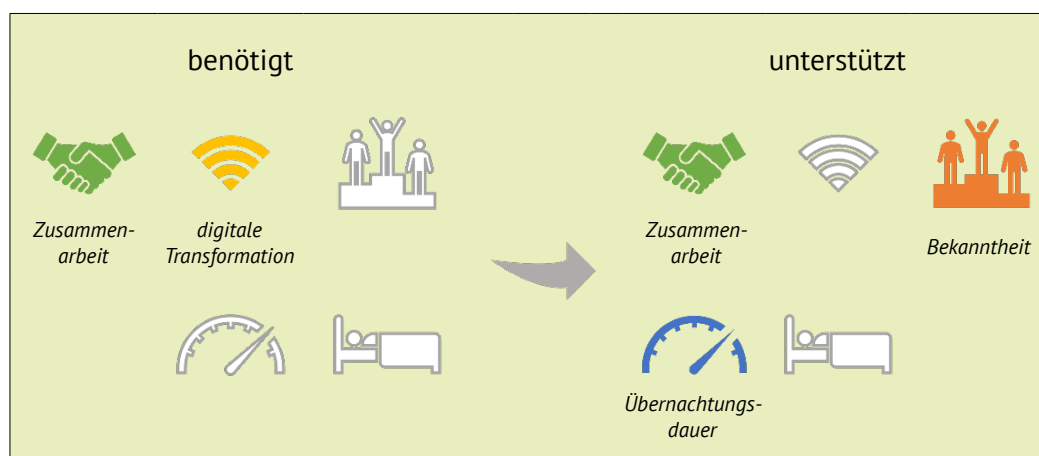 benötigt
unterstützt
Zusammen-
arbeit
digitale
Transformation
Zusammen-
arbeit
Bekanntheit
Übernachtungs-
dauer